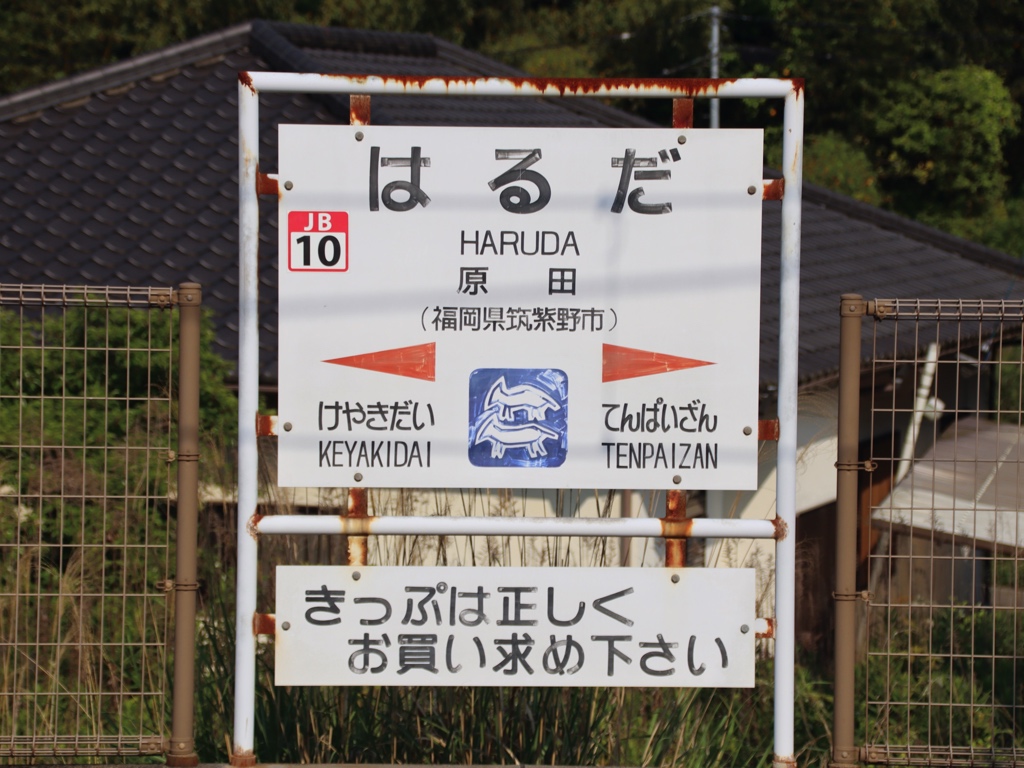 はるだ
JB
10
HARUDA
原田
(福岡県筑紫野市)
けやきだい
KEYAKIDAI
てんぱいざん
TENPAIZAN
きっぷは正しく
お買い求め下さい